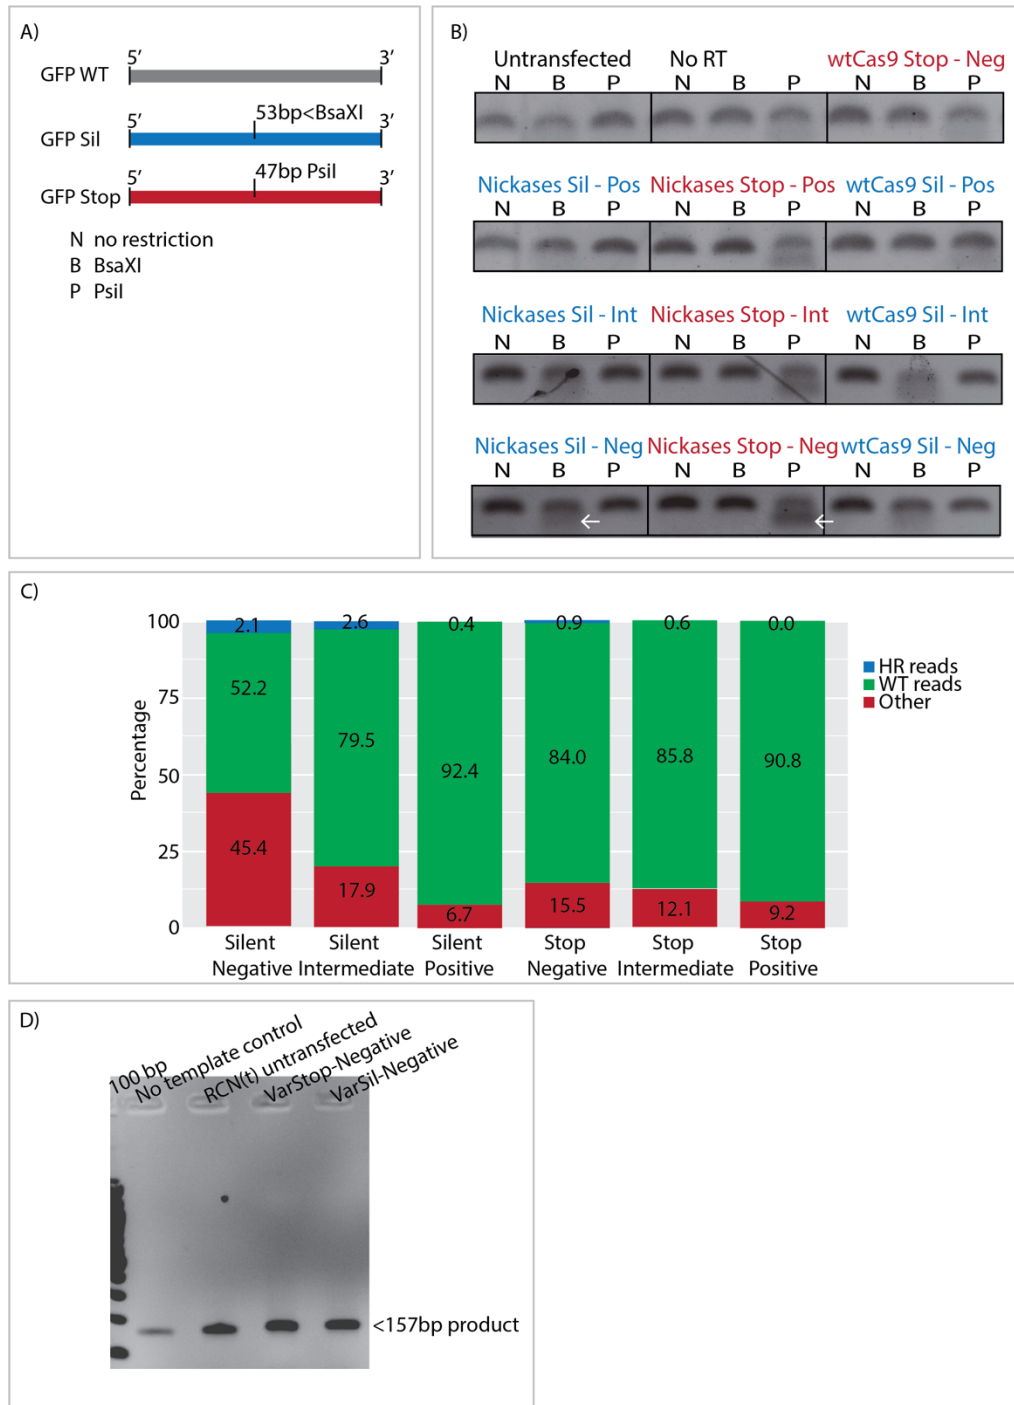 A)
5’ 3’
GFP WT
5’ 53bp<BsaXI 3’
GFP Sil
5’ 47bp PsiI 3’
GFP Stop
N no restriction
B BsaXI
P PsiI
B)
Untransfected No RT wtCas9 Stop - Neg
N B P N B P N B P
Nickases Sil - Pos Nickases Stop - Pos wtCas9 Sil - Pos
N B P N B P N B P
Nickases Sil - Int Nickases Stop - Int wtCas9 Sil - Int
N B P N B P N B P
Nickases Sil - Neg Nickases Stop - Neg wtCas9 Sil - Neg
N B P N B P N B P
C)
Percentage
100
75
50
25
0
2.1 2.6 0.4 0.9 0.6 0.0
52.2 79.5 92.4 84.0 85.8 90.8
45.4 17.9 6.7 15.5 12.1 9.2
Silent Silent Silent Stop Stop Stop
Negative Intermediate Positive Negative Intermediate Positive
HR reads
WT reads
Other
D)
100 bp
No template control
RCN(t) untransfected
VarStop-Negative
VarSil-Negative
<157bp product